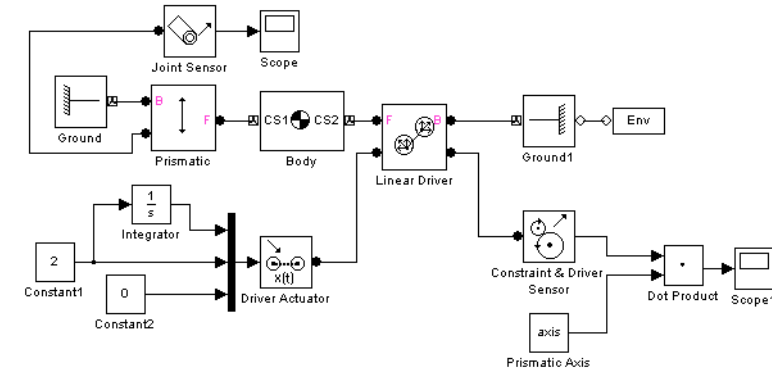 Joint Sensor
Scope
B
F
CS1 CS2
F
B
Env
Ground
Prismatic
Body
Linear Driver
Ground1
1
s
Integrator
2
Constant1
0
Constant2
x(t)
Driver Actuator
Constraint & Driver
Sensor
Dot Product
Scope1
axis
Prismatic Axis